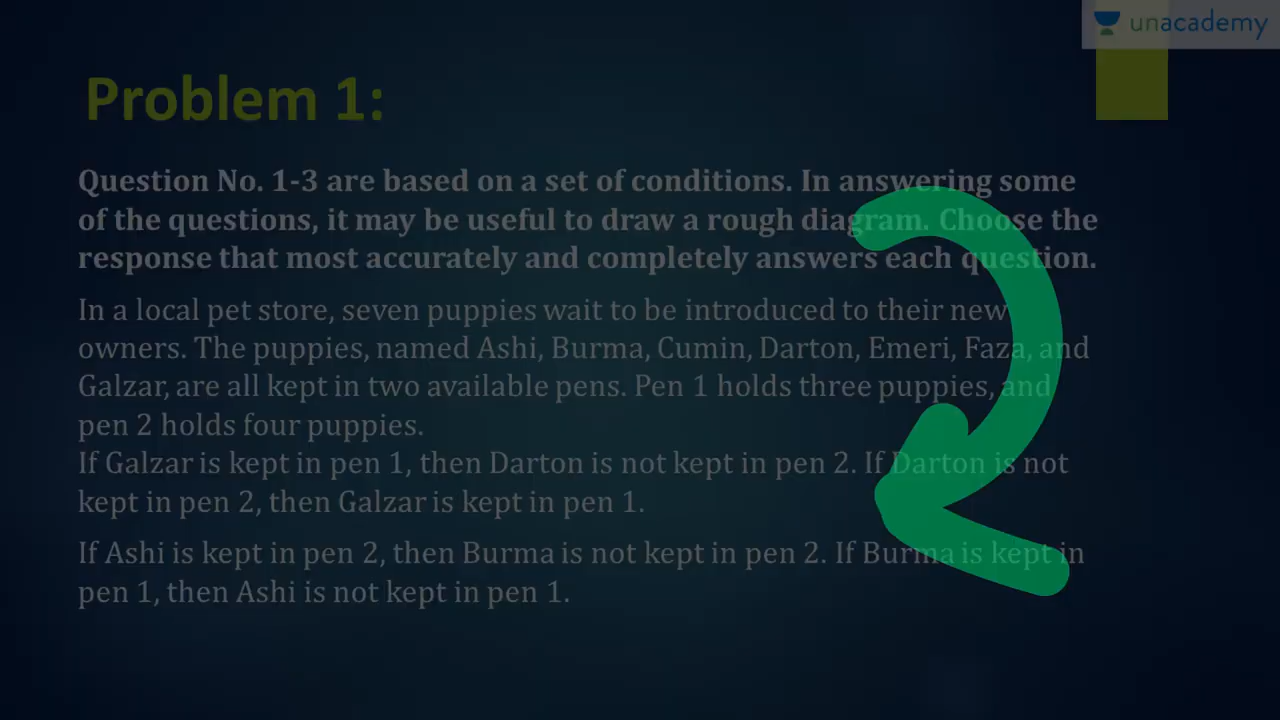 unacademy
Problem 1:
Question No. 1-3 are based on a set of conditions. In answering some
of the questions, it may be useful to draw a rough diagram. Choose the
response that most accurately and completely answers each question.
In a local pet store, seven puppies wait to be introduced to their new
owners. The puppies, named Ashi, Burma, Cumin, Darton, Emeri, Faza, and
Galzar, are all kept in two available pens. Pen 1 holds three puppies, and
pen 2 holds four puppies.
If Galzar is kept in pen 1, then Darton is not kept in pen 2. If Darton is not
kept in pen 2, then Galzar is kept in pen 1.
If Ashi is kept in pen 2, then Burma is not kept in pen 2. If Burma is kept in
pen 1, then Ashi is not kept in pen 1.